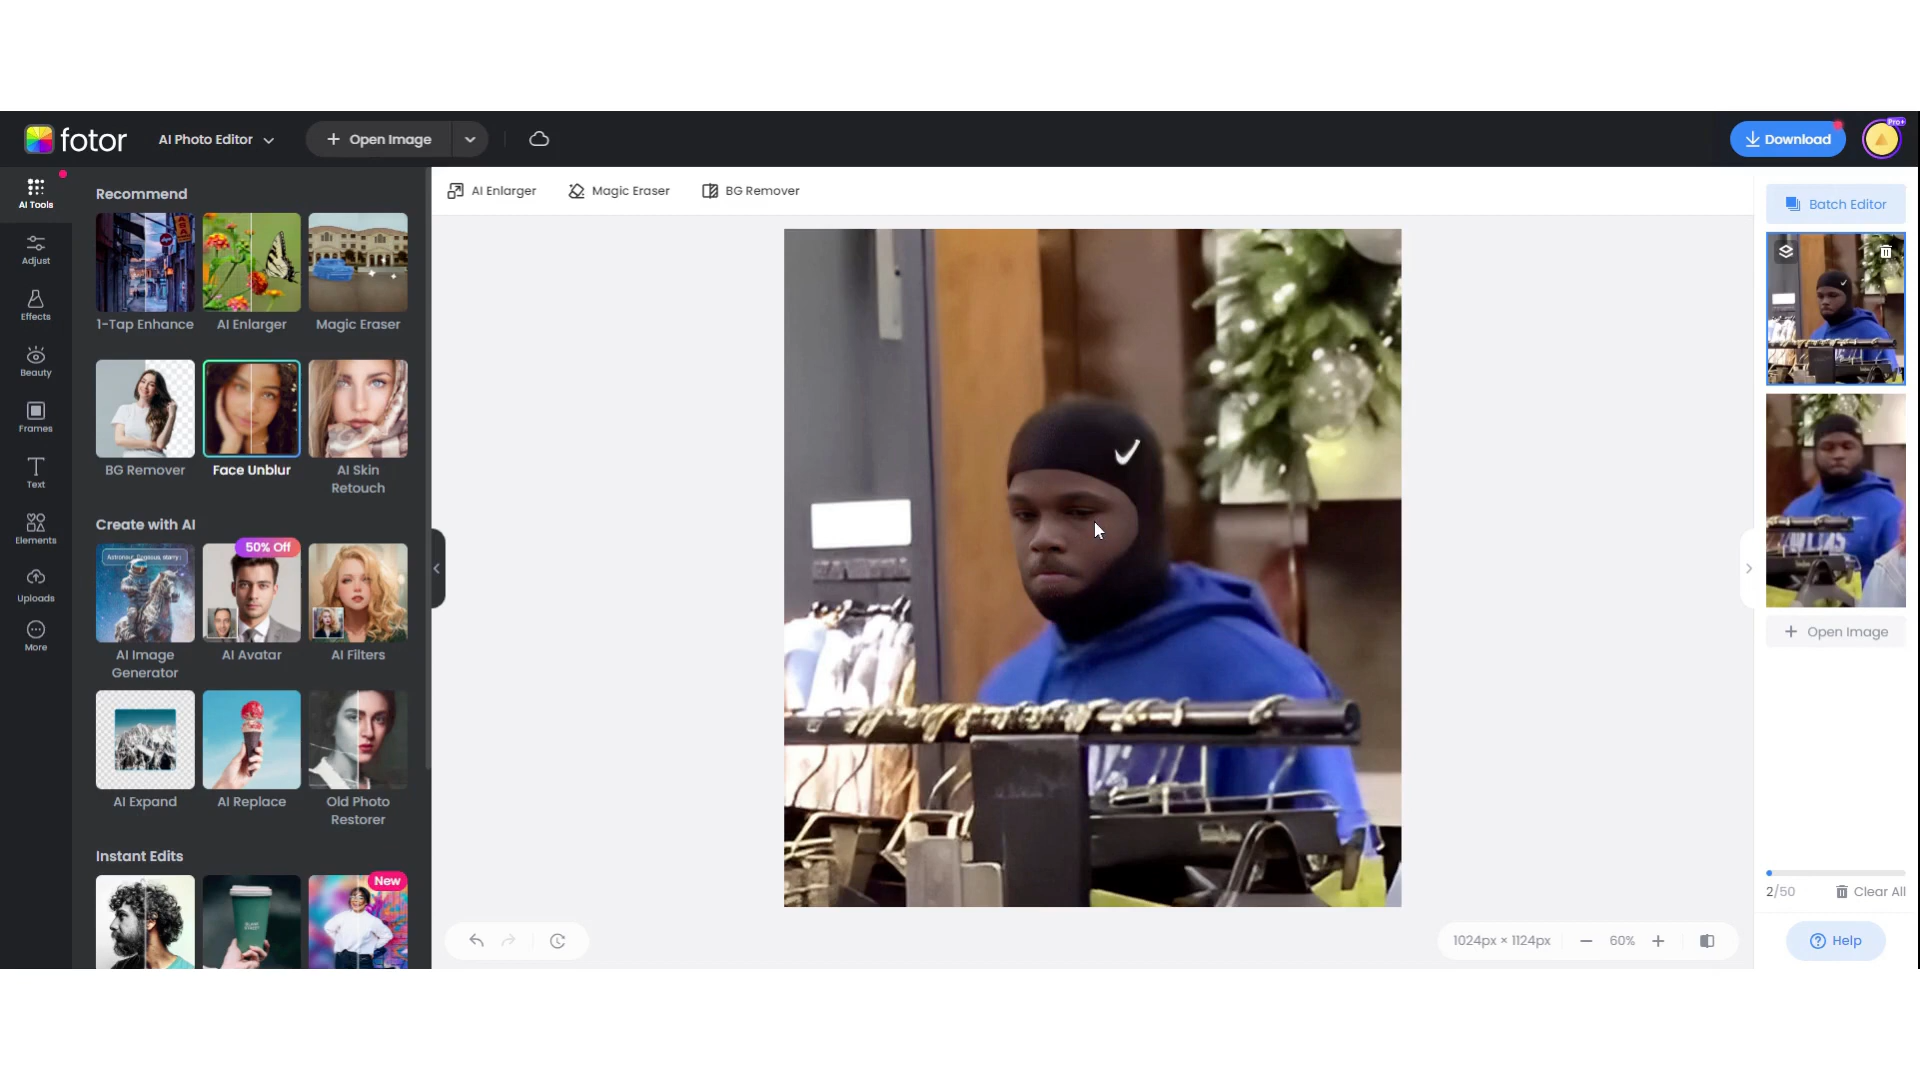 fotor
AI Photo Editor
Open Image
Download
Pro+
AI Tools
Adjust
Effects
Beauty
Frames
Text
Elements
Uploads
More
Recommend
1-Tap Enhance
AI Enlarger
Magic Eraser
BG Remover
Face Unblur
AI Skin
Retouch
Create with AI
50% Off
AI Image
Generator
AI Avatar
AI Filters
AI Expand
AI Replace
Old Photo
Restorer
Instant Edits
New
AI Enlarger
Magic Eraser
BG Remover
1024px × 1124px
60%
Batch Editor
Open Image
2/50
Clear All
Help